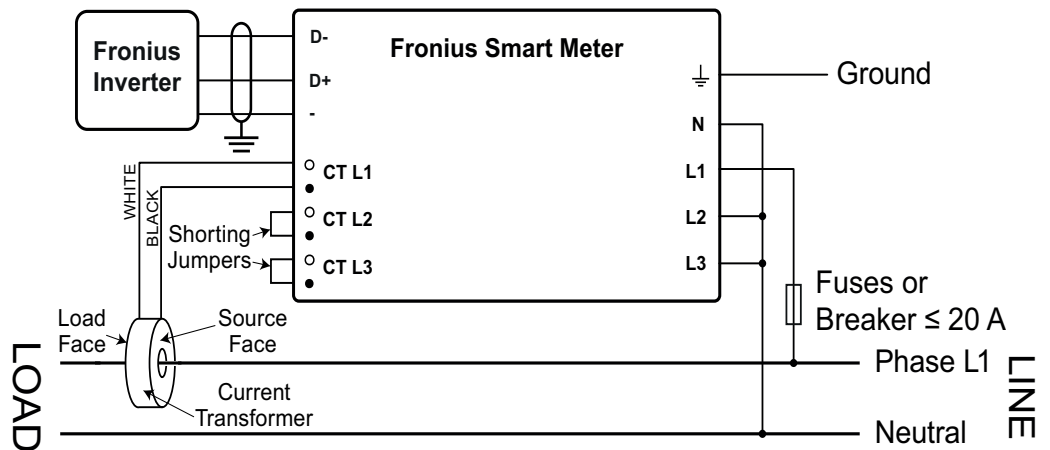 Fronius
Inverter
D-
D+
-
Fronius Smart Meter
Ground
N
L1
L2
L3
WHITE
BLACK
CT L1
CT L2
CT L3
Shorting
Jumpers
Fuses or
Breaker ≤ 20 A
Load
Face
Source
Face
Current
Transformer
LOAD
Phase L1
LINE
Neutral